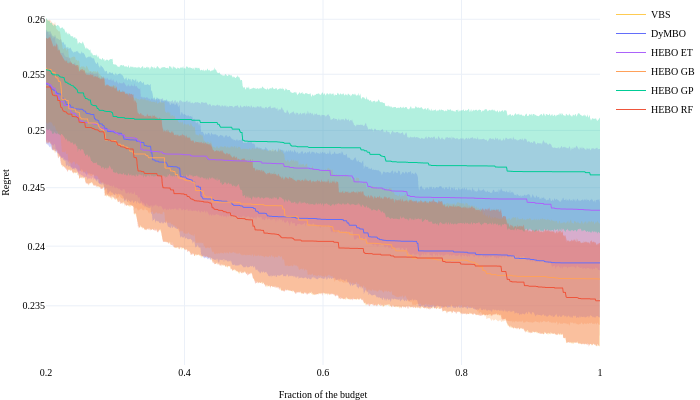 0.26
0.255
0.25
0.245
0.24
0.235
Regret
0.2
0.4
0.6
0.8
1
Fraction of the budget
VBS
DyMBO
HEBO ET
HEBO GB
HEBO GP
HEBO RF